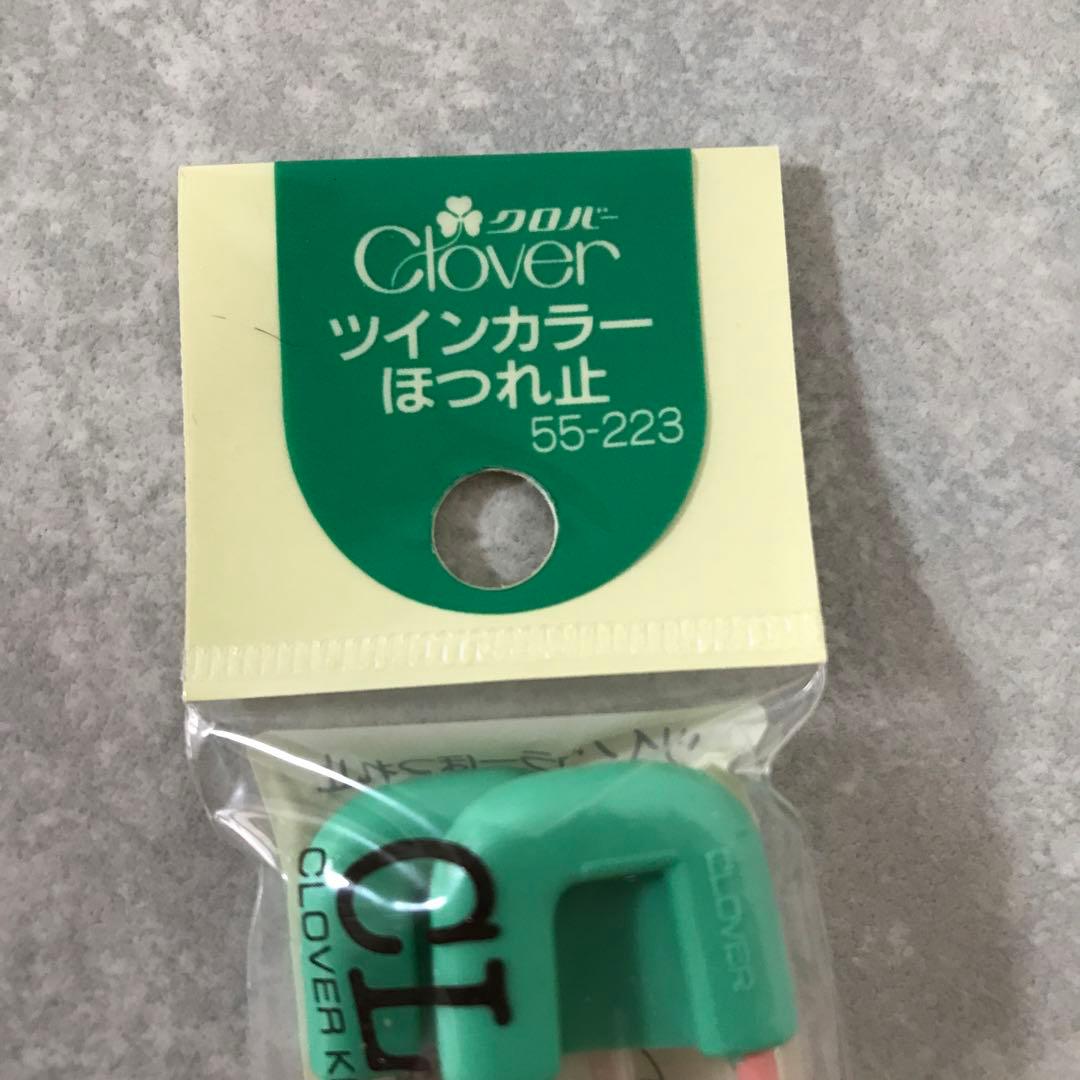 クロバー
Clover
ツインカラー
ほつれ止
55-223
CLOVER
CL
CLOVER K